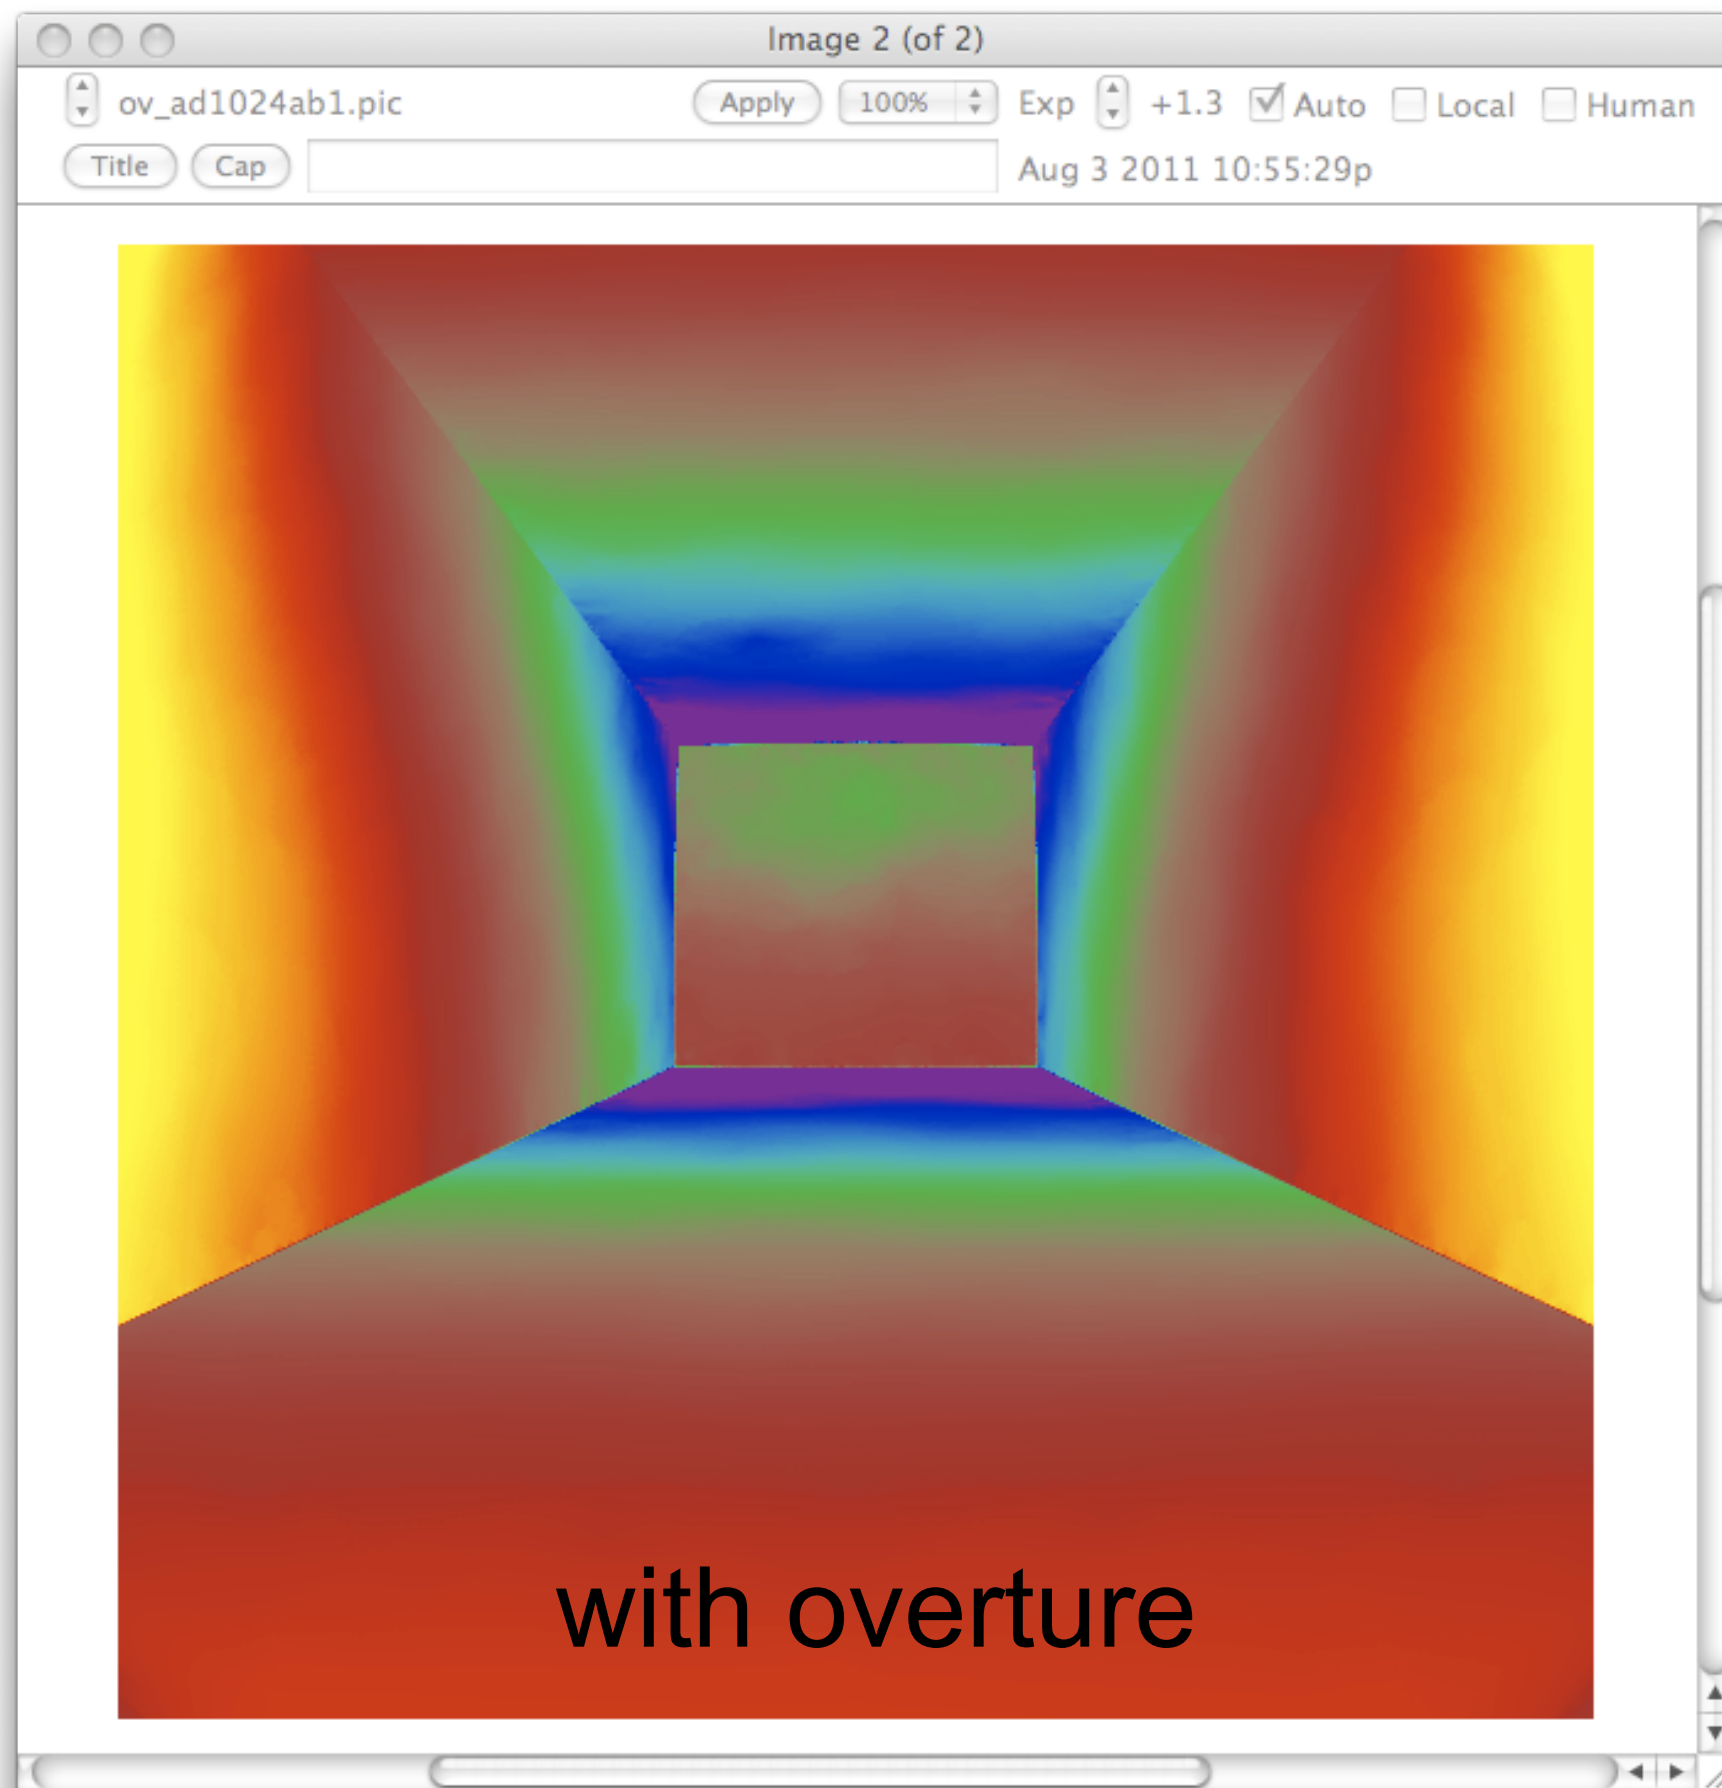 Image 2 (of 2)
ov_ad1024ab1.pic Apply 100% Exp +1.3 Auto Local Human
Title Cap Aug 3 2011 10:55:29p
with overture